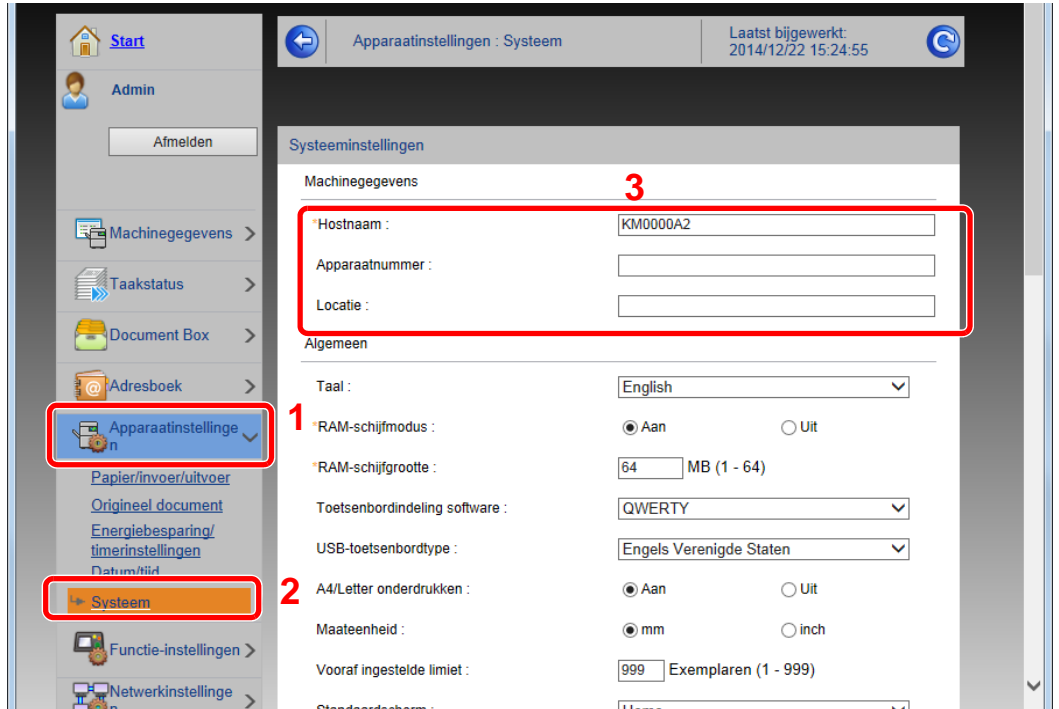 Start
Admin
Afmelden
Machinegegevens
Taakstatus
Document Box
Adresboek
1
Apparaatinstellinge
n
Papier/invoer/uitvoer
Origineel document
Energiebesparing/
timerinstellingen
Datum/tijd
2
Systeem
Functie-instellingen
Netwerkinstellinge
Apparaatinstellingen : Systeem
Laatst bijgewerkt:
2014/12/22 15:24:55
Systeeminstellingen
Machinegegevens
3
*Hostnaam : KM0000A2
Apparaatnummer :
Locatie :
Algemeen
Taal : English
*RAM-schijfmodus : Aan Uit
*RAM-schijfgrootte : 64 MB (1 - 64)
Toetsenbordindeling software : QWERTY
USB-toetsenbordtype : Engels Verenigde Staten
A4/Letter onderdrukken : Aan Uit
Maateenheid : mm inch
Vooraf ingestelde limiet : 999 Exemplaren (1 - 999)
Standaardscherm : Home